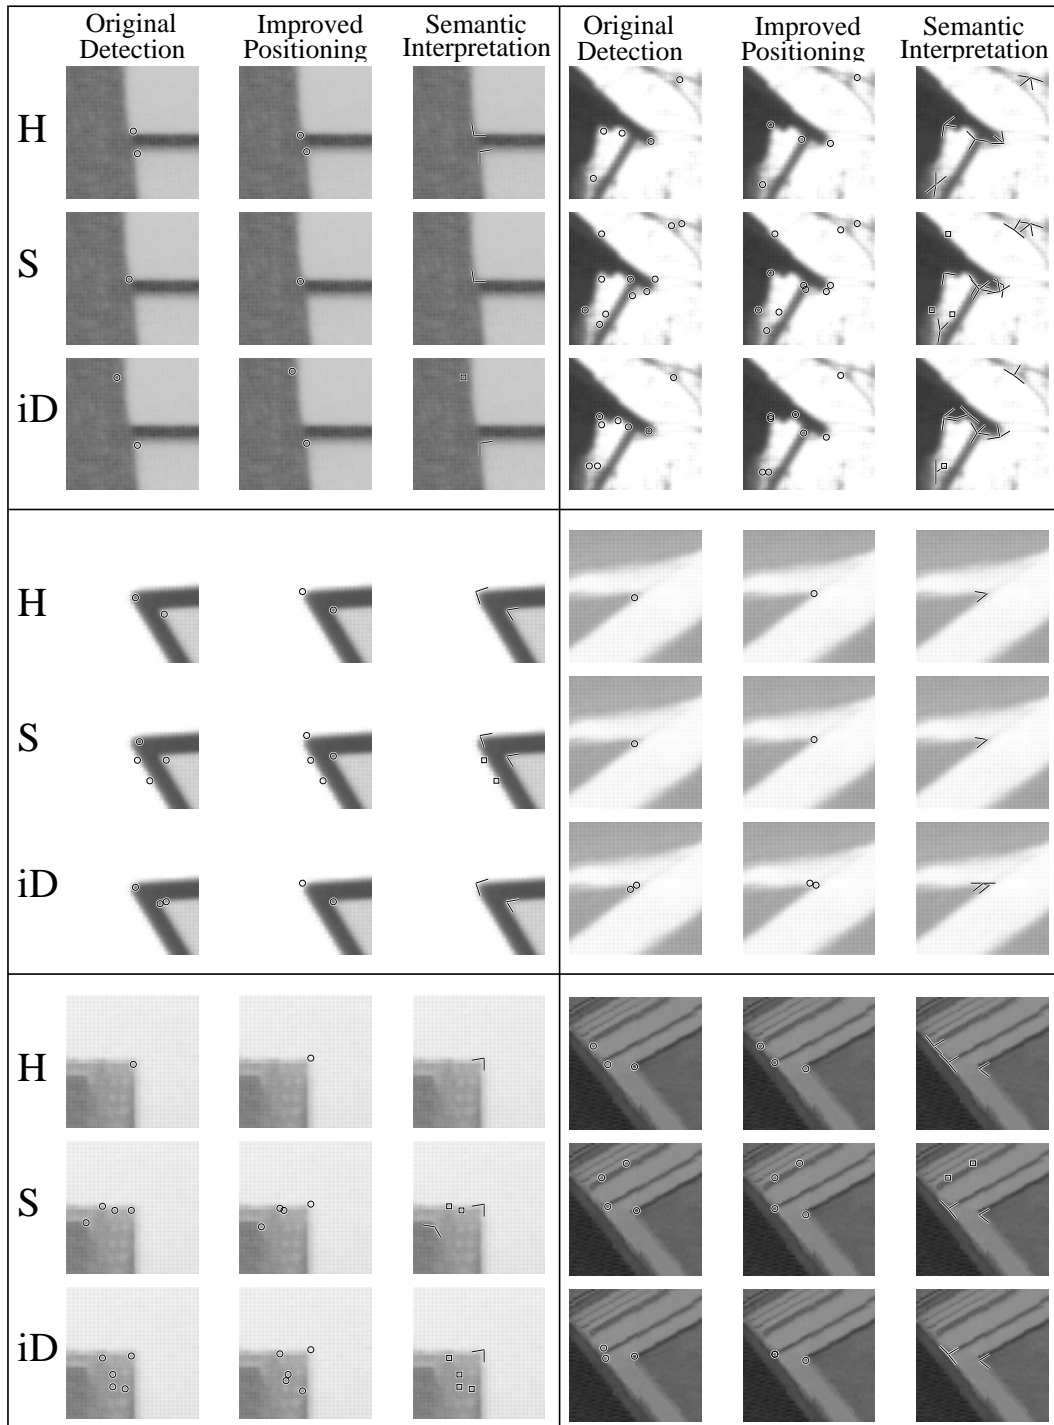 Original Improved Semantic Original Improved Semantic
Detection Positioning Interpretation Detection Positioning Interpretation
H
S
iD
H
S
iD
H
S
iD